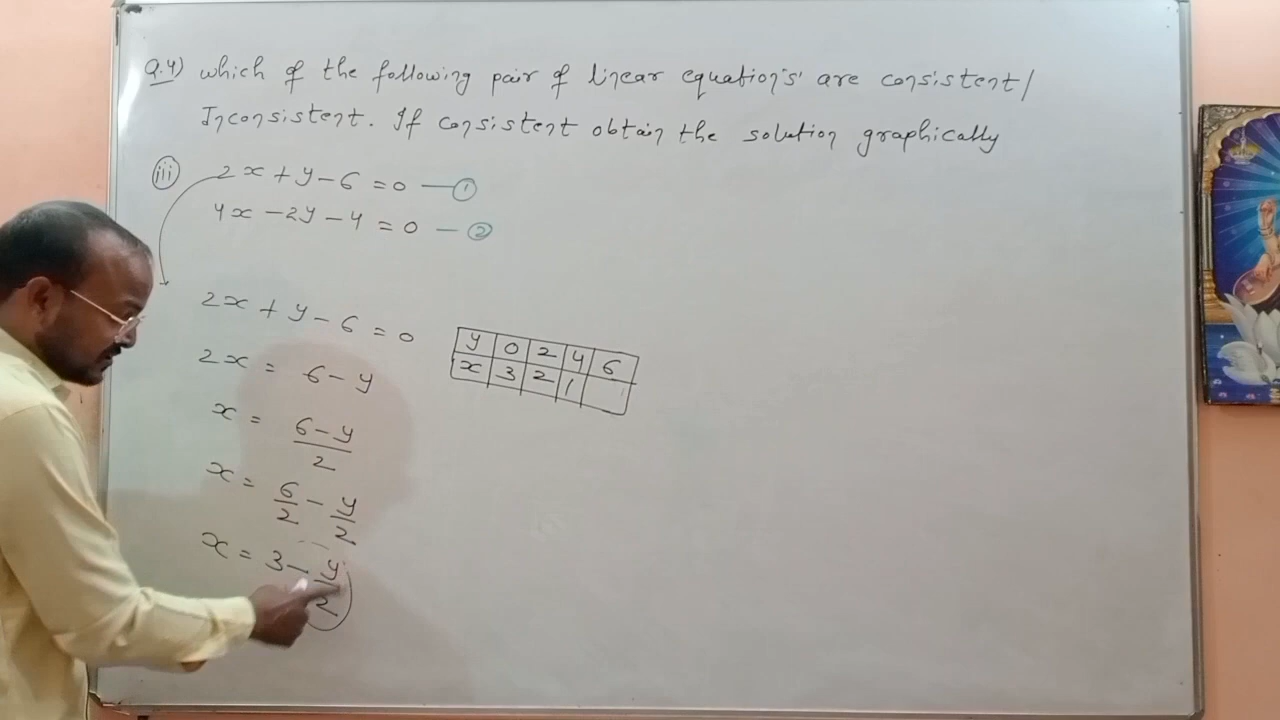 Q.4) which of the following pair of linear equations are consistent/
Inconsistent. If consistent obtain the solution graphically
(iii) 2x + y - 6 = 0 — ①
4x - 2y - 4 = 0 — ②
2x + y - 6 = 0
2x = 6 - y
x = (6 - y)/2
x = 6/2 - y/2
x = 3 - y/2
y 0 2 4 6
x 3 2 1